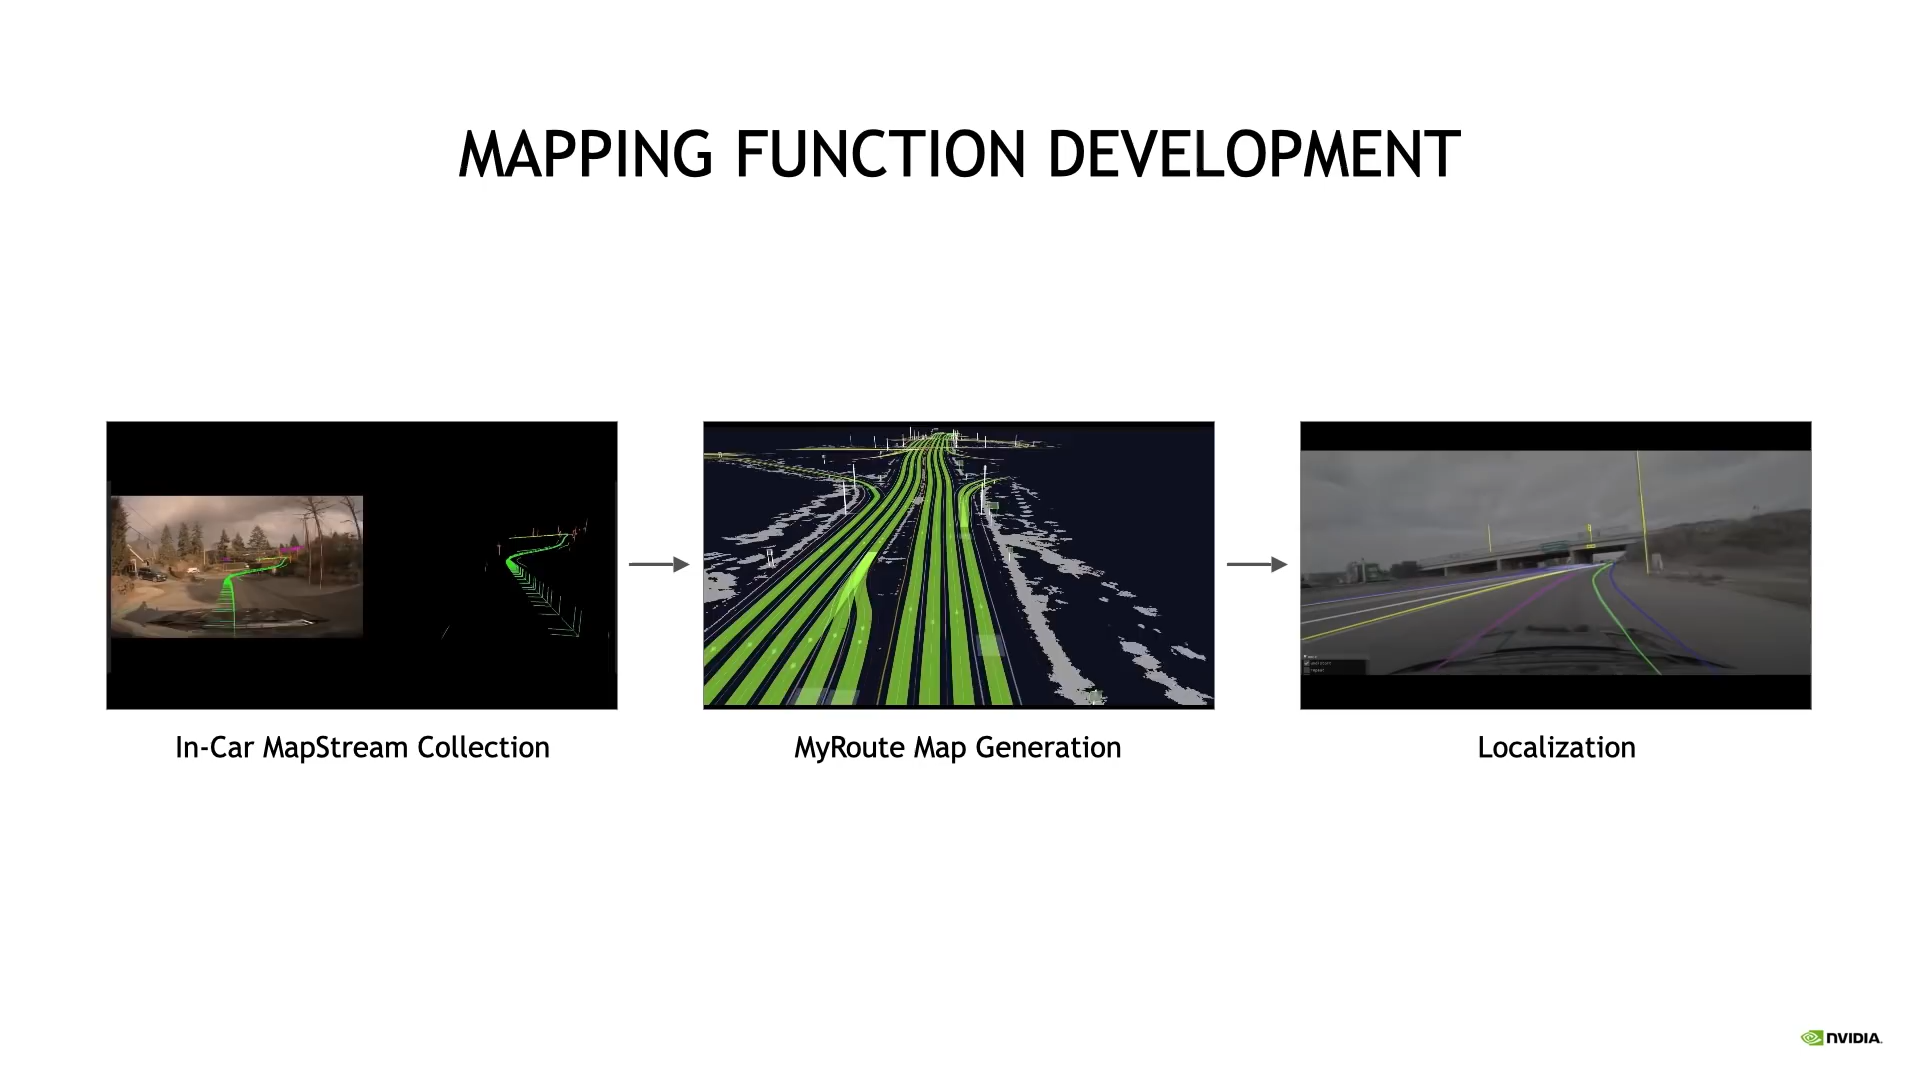 MAPPING FUNCTION DEVELOPMENT
In-Car MapStream Collection
MyRoute Map Generation
Localization
NVIDIA.